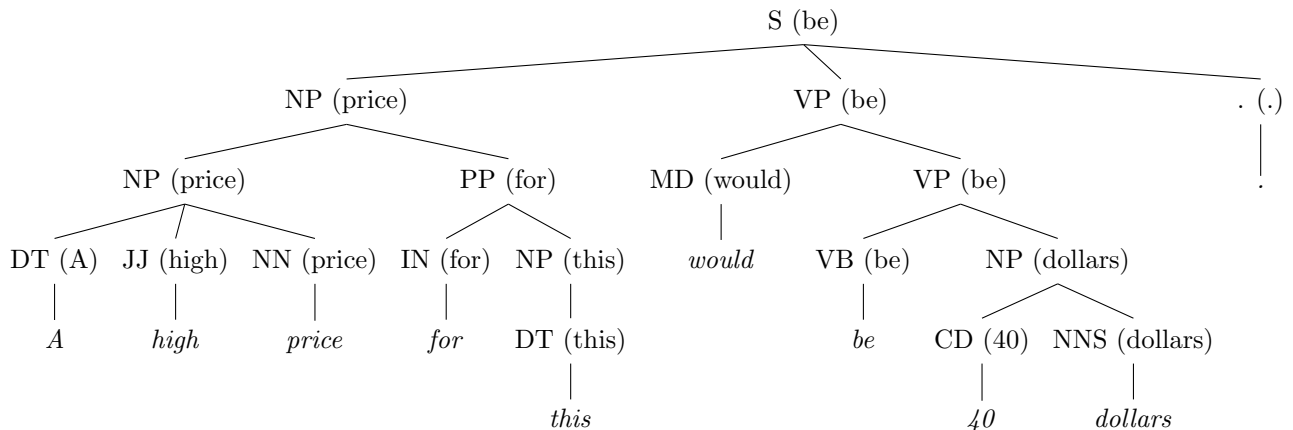 S (be)
NP (price) VP (be) . (.)
NP (price) PP (for) MD (would) VP (be) .
DT (A) JJ (high) NN (price) IN (for) NP (this) would VB (be) NP (dollars)
A high price for DT (this) be CD (40) NNS (dollars)
this 40 dollars